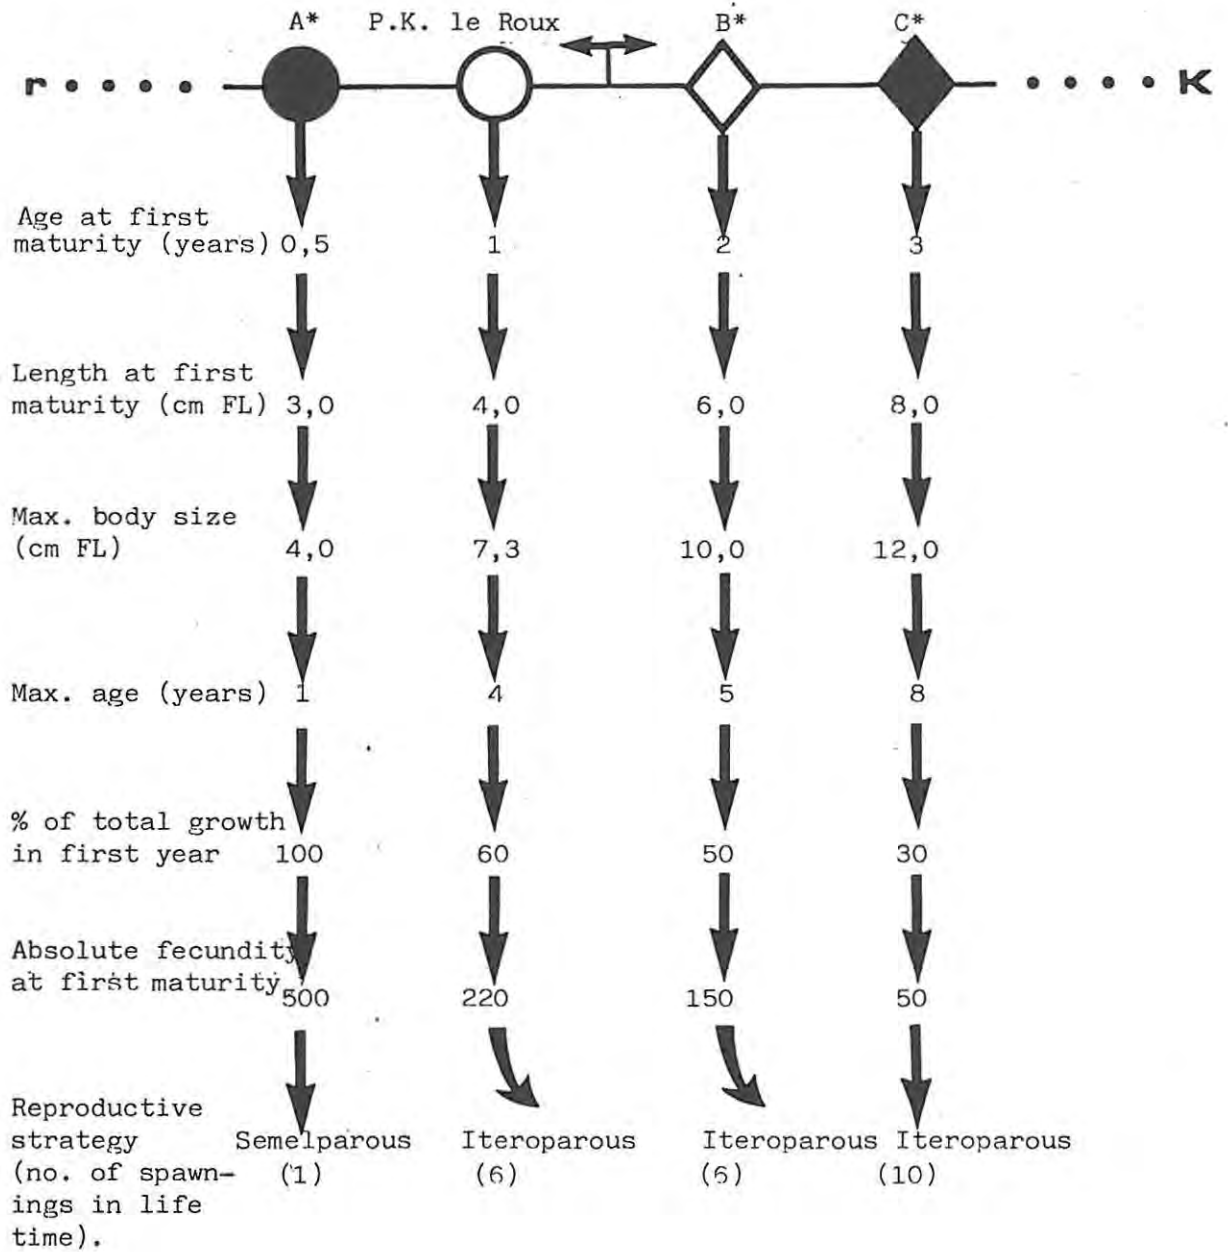 A* P.K. le Roux B* C*
r • • • • • • • • K
Age at first
maturity (years) 0,5 1 2 3
Length at first
maturity (cm FL) 3,0 4,0 6,0 8,0
Max. body size
(cm FL) 4,0 7,3 10,0 12,0
Max. age (years) 1 4 5 8
% of total growth
in first year 100 60 50 30
Absolute fecundity
at first maturity 500 220 150 50
Reproductive
strategy Semelparous Iteroparous Iteroparous Iteroparous
(no. of spawn- (1) (6) (6) (10)
ings in life
time).